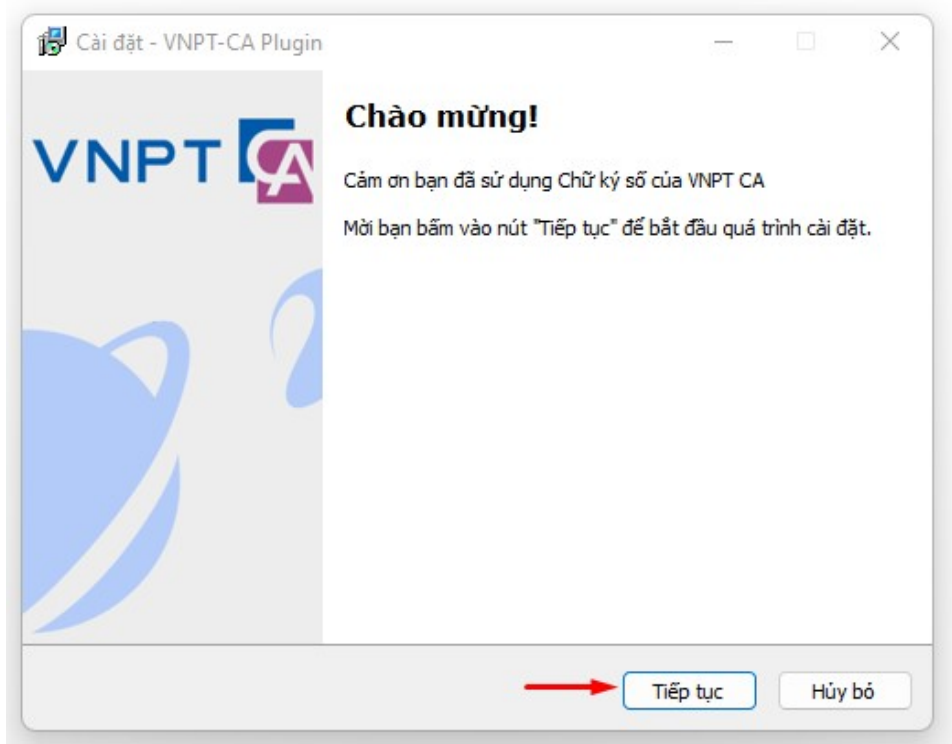 Cài đặt - VNPT-CA Plugin
VNPT CA
Chào mừng!
Cảm ơn bạn đã sử dụng Chữ ký số của VNPT CA
Mời bạn bấm vào nút "Tiếp tục" để bắt đầu quá trình cài đặt.
Tiếp tục
Hủy bỏ